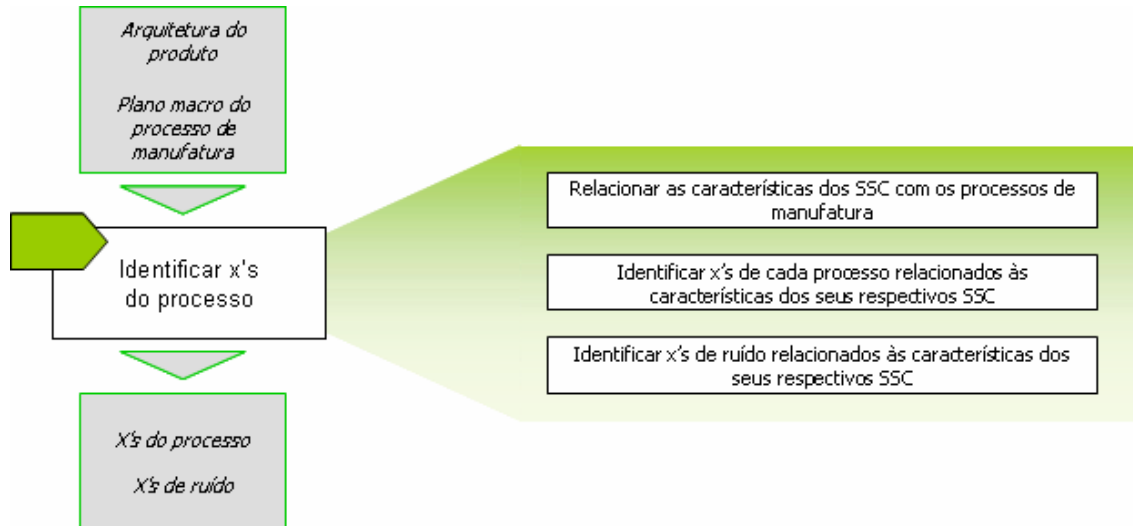 Arquitetura do
produto
Plano macro do
processo de
manufatura
Identificar x's
do processo
X's do processo
X's de ruído
Relacionar as características dos SSC com os processos de
manufatura
Identificar x's de cada processo relacionados às
características dos seus respectivos SSC
Identificar x's de ruído relacionados às características dos
seus respectivos SSC